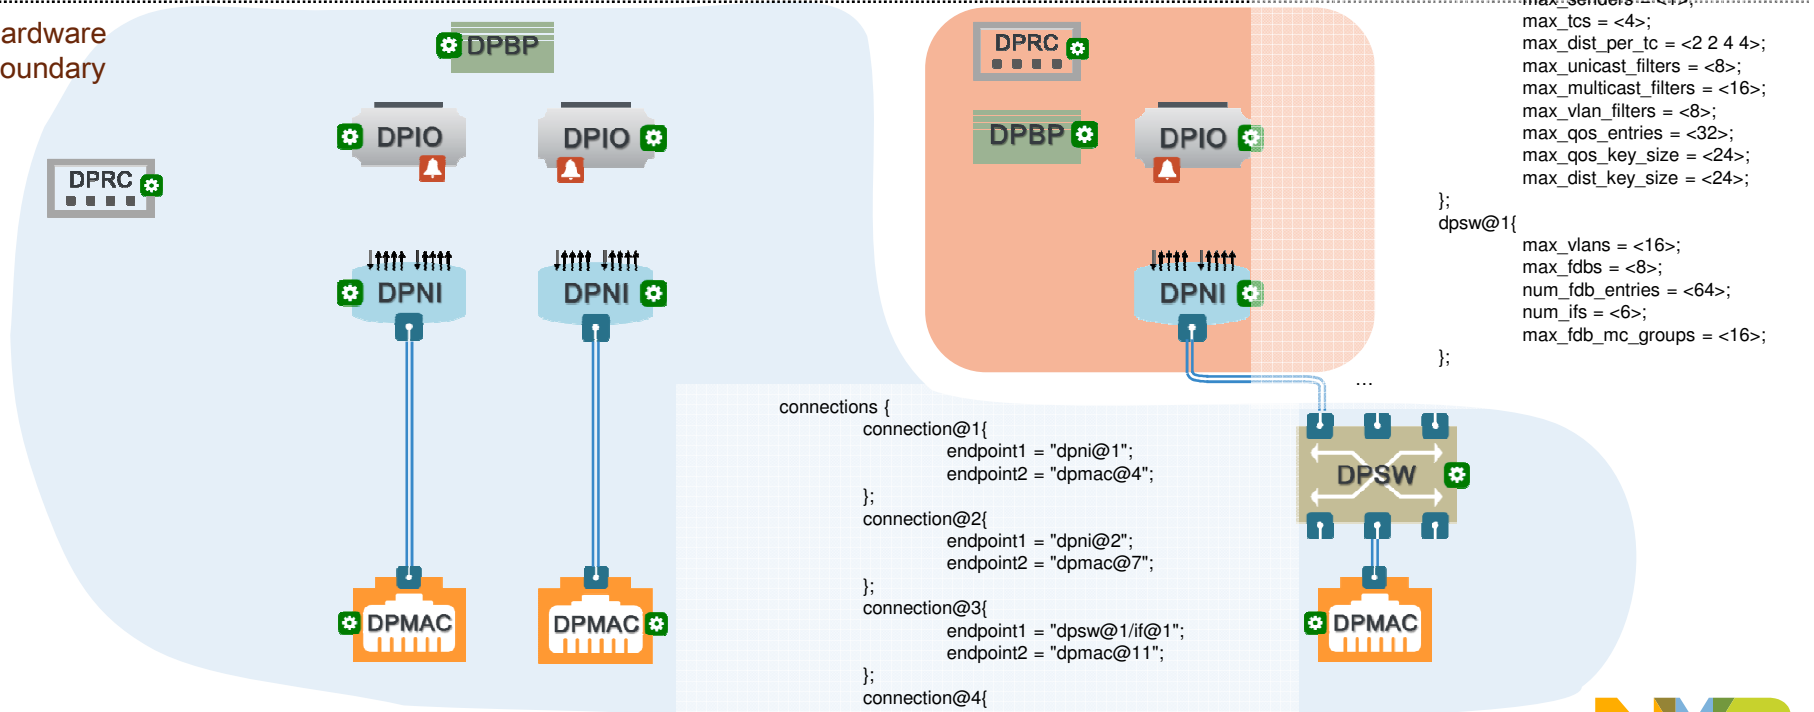 ardware
oundary
DPBP
DPIO
DPIO
DPRC
DPNI
DPNI
DPMAC
DPMAC
DPRC
DPBP
DPIO
DPNI
max_senders = <1>;
max_tcs = <4>;
max_dist_per_tc = <2 2 4 4>;
max_unicast_filters = <8>;
max_multicast_filters = <16>;
max_vlan_filters = <8>;
max_qos_entries = <32>;
max_qos_key_size = <24>;
max_dist_key_size = <24>;
};
dpsw@1{
max_vlans = <16>;
max_fdbs = <8>;
num_fdb_entries = <64>;
num_ifs = <6>;
max_fdb_mc_groups = <16>;
};
...
connections {
connection@1{
endpoint1 = "dpni@1";
endpoint2 = "dpmac@4";
};
connection@2{
endpoint1 = "dpni@2";
endpoint2 = "dpmac@7";
};
connection@3{
endpoint1 = "dpsw@1/if@1";
endpoint2 = "dpmac@11";
};
connection@4{
DPSW
DPMAC